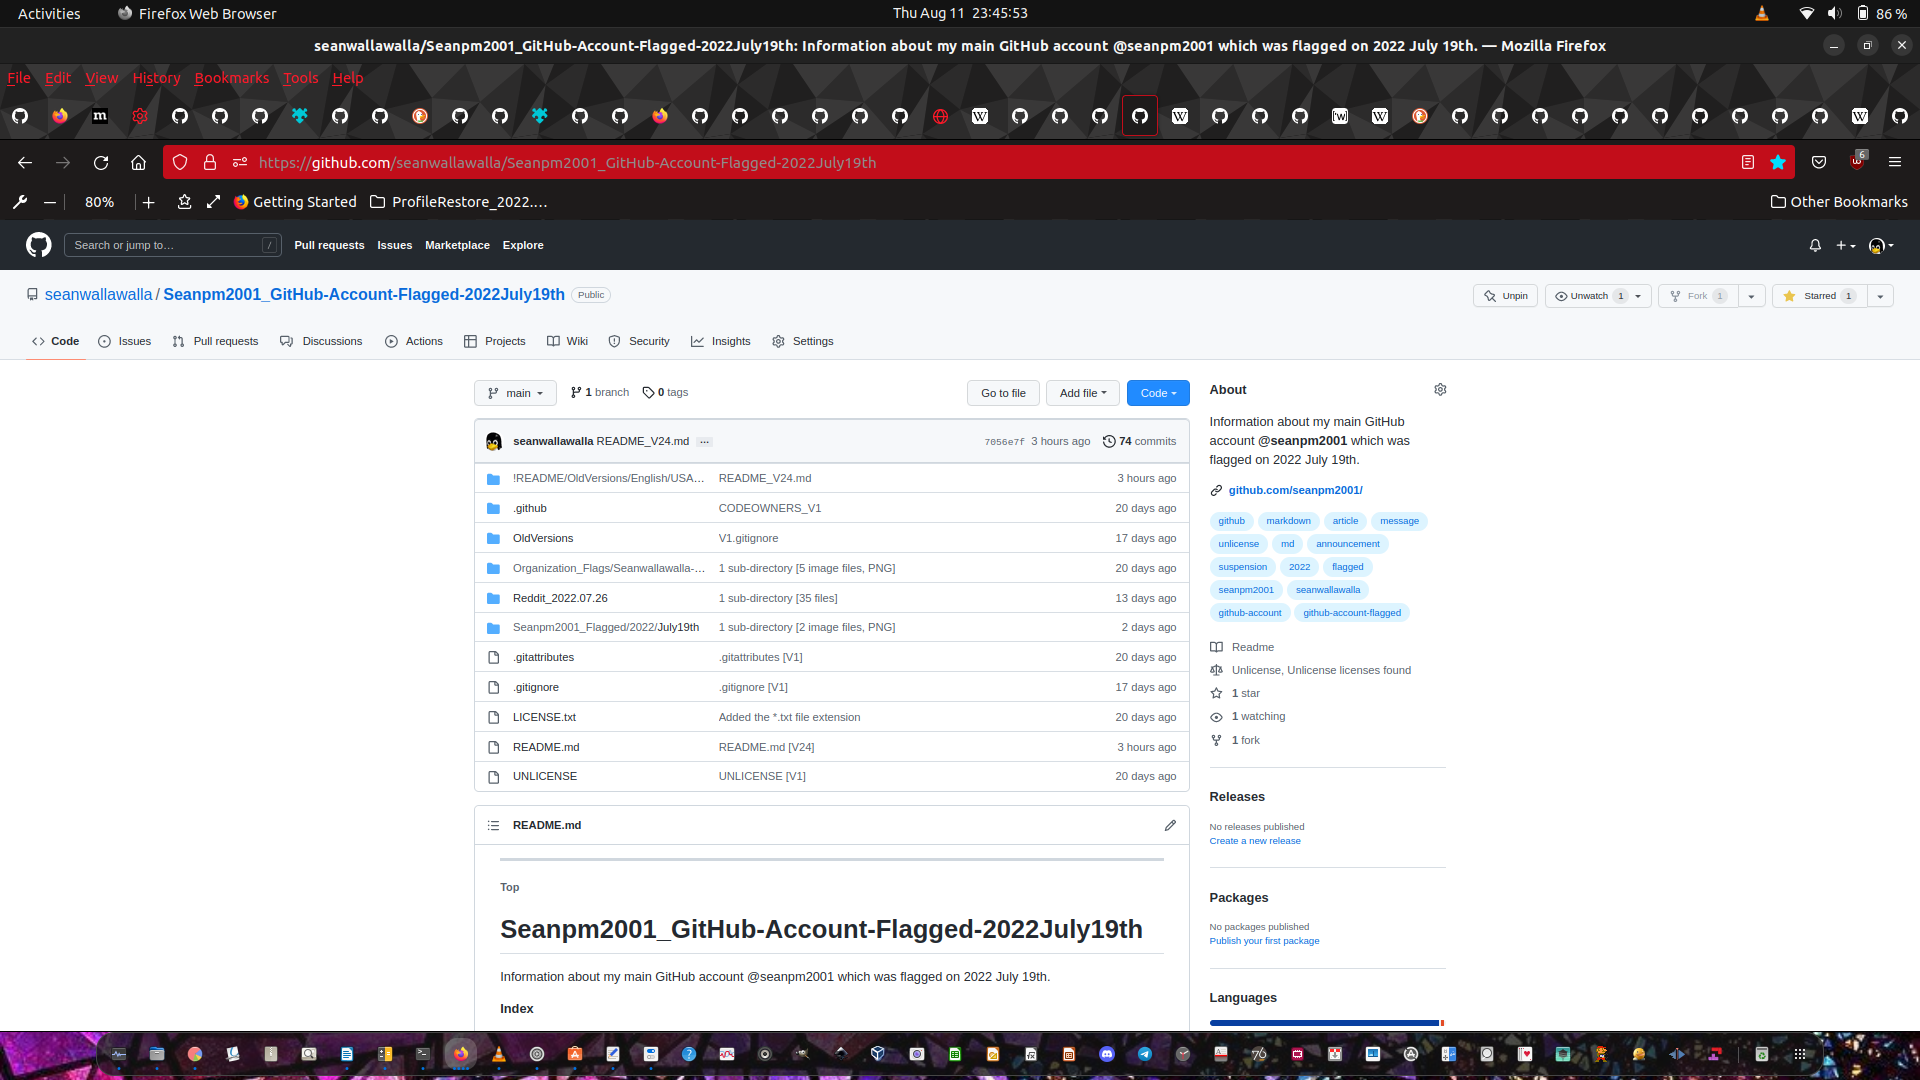 Activities Firefox Web Browser Thu Aug 11 23:45:53 86 %
seanwallawalla/Seanpm2001_GitHub-Account-Flagged-2022July19th: Information about my main GitHub account @seanpm2001 which was flagged on 2022 July 19th. — Mozilla Firefox
File Edit View History Bookmarks Tools Help
https://github.com/seanwallawalla/Seanpm2001_GitHub-Account-Flagged-2022July19th 6
80% Getting Started ProfileRestore_2022.… Other Bookmarks
Search or jump to… / Pull requests Issues Marketplace Explore
seanwallawalla / Seanpm2001_GitHub-Account-Flagged-2022July19th Public Unpin Unwatch 1 Fork 1 Starred 1
Code Issues Pull requests Discussions Actions Projects Wiki Security Insights Settings
main 1 branch 0 tags Go to file Add file Code
seanwallawalla README_V24.md ... 7056e7f 3 hours ago 74 commits
!README/OldVersions/English/USA… README_V24.md 3 hours ago
.github CODEOWNERS_V1 20 days ago
OldVersions V1.gitignore 17 days ago
Organization_Flags/Seanwallawalla-… 1 sub-directory [5 image files, PNG] 20 days ago
Reddit_2022.07.26 1 sub-directory [35 files] 13 days ago
Seanpm2001_Flagged/2022/July19th 1 sub-directory [2 image files, PNG] 2 days ago
.gitattributes .gitattributes [V1] 20 days ago
.gitignore .gitignore [V1] 17 days ago
LICENSE.txt Added the *.txt file extension 20 days ago
README.md README.md [V24] 3 hours ago
UNLICENSE UNLICENSE [V1] 20 days ago
README.md
Top
Seanpm2001_GitHub-Account-Flagged-2022July19th
Information about my main GitHub account @seanpm2001 which was flagged on 2022 July 19th.
Index
About
Information about my main GitHub
account @seanpm2001 which was
flagged on 2022 July 19th.
github.com/seanpm2001/
github markdown article message
unlicense md announcement
suspension 2022 flagged
seanpm2001 seanwallawalla
github-account github-account-flagged
Readme
Unlicense, Unlicense licenses found
1 star
1 watching
1 fork
Releases
No releases published
Create a new release
Packages
No packages published
Publish your first package
Languages